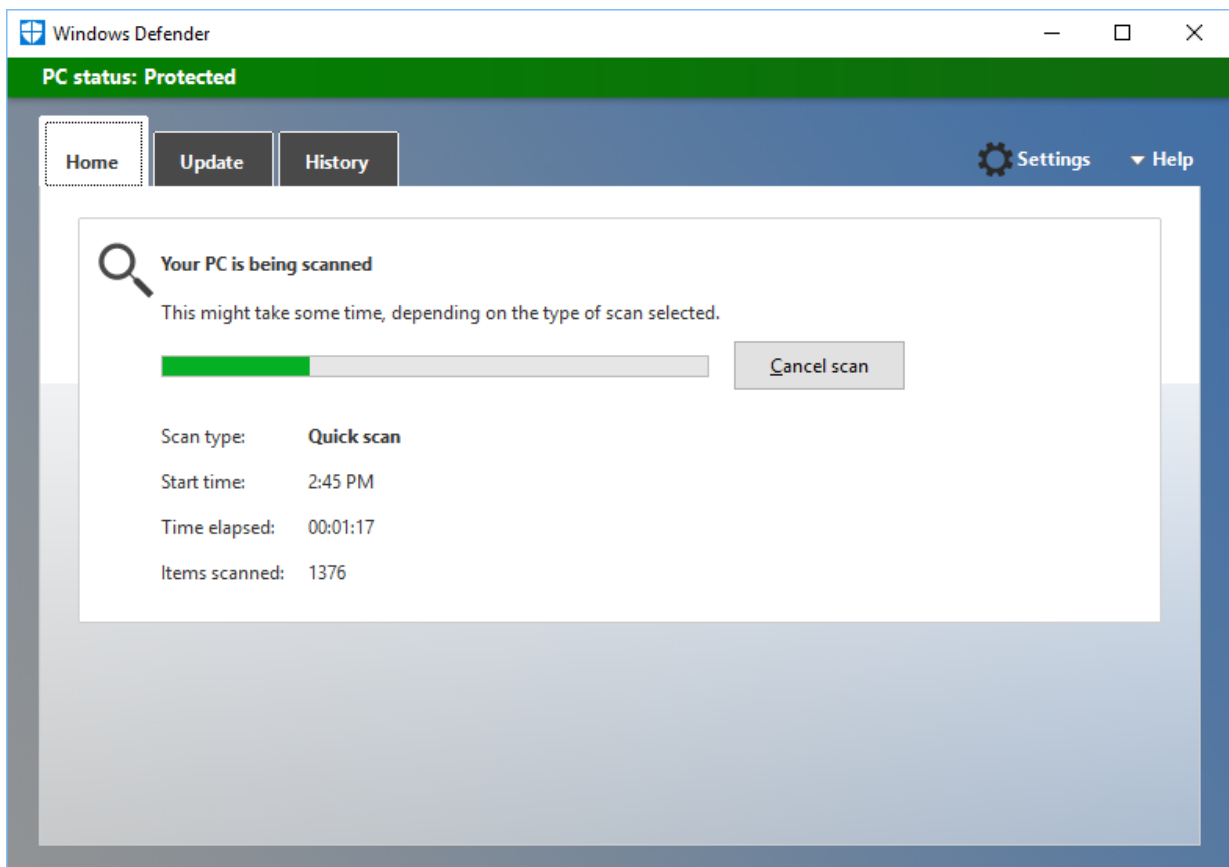 Windows Defender
PC status: Protected
Home Update History Settings Help
Your PC is being scanned
This might take some time, depending on the type of scan selected.
Cancel scan
Scan type: Quick scan
Start time: 2:45 PM
Time elapsed: 00:01:17
Items scanned: 1376